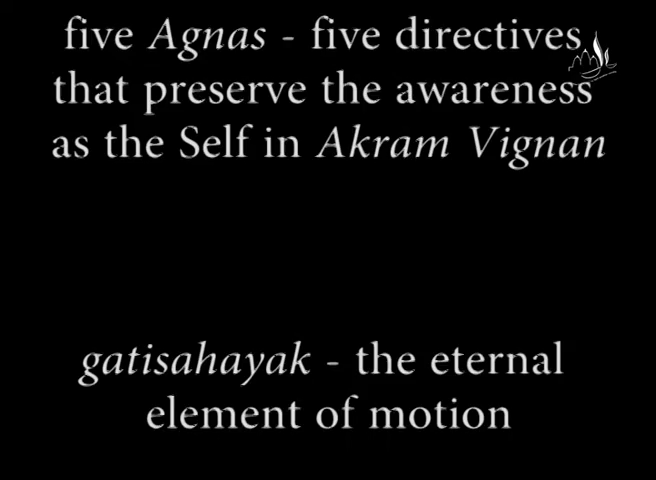 five Agnas - five directives
that preserve the awareness
as the Self in Akram Vignan
gatisahayak - the eternal
element of motion